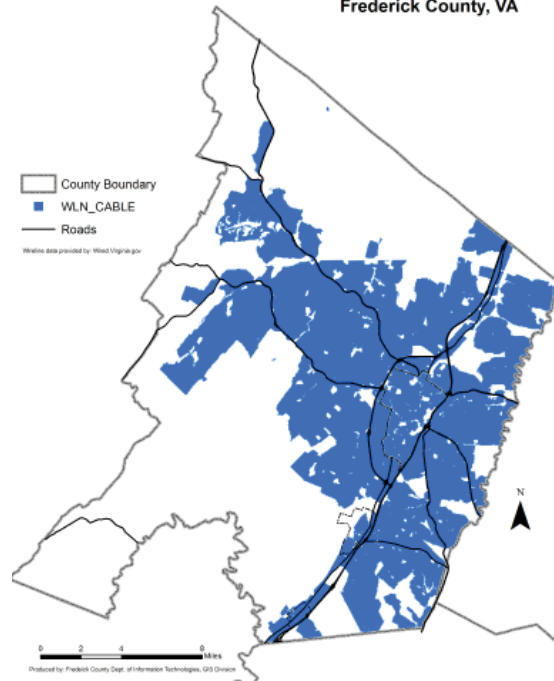 Frederick County, VA
County Boundary
WLN_CABLE
Roads
Wireline data provided by: Wired.Virginia.gov
N
0 2 4 8
Miles
Produced by: Frederick County Dept. of Information Technologies, GIS Division